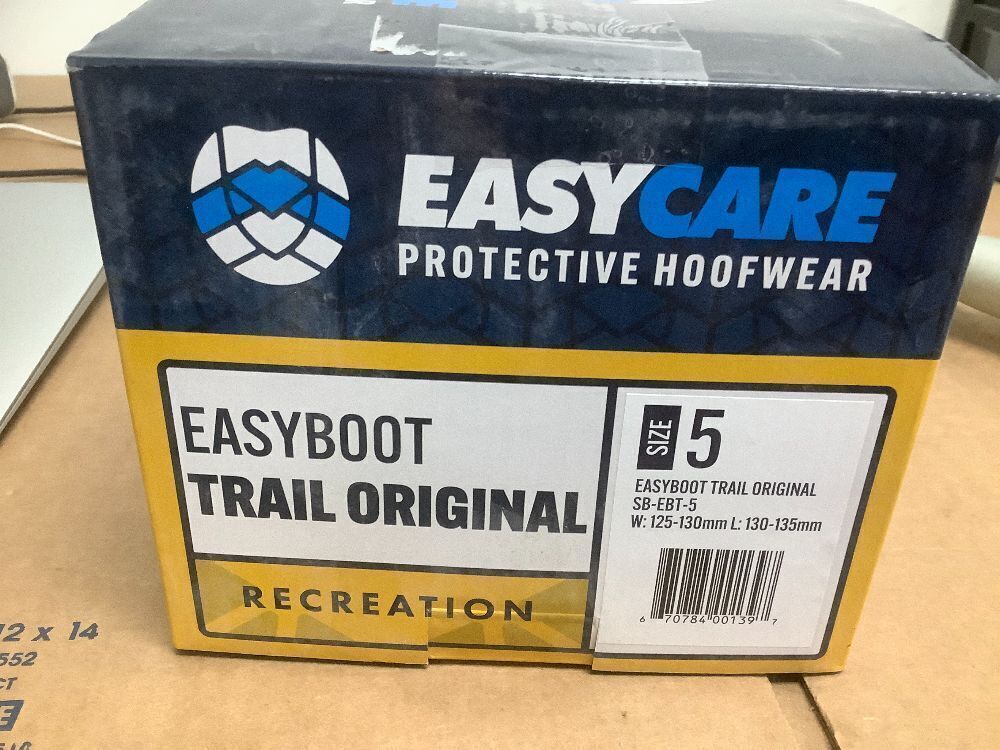 EASYCARE
PROTECTIVE HOOFWEAR
EASYBOOT
TRAIL ORIGINAL
RECREATION
SIZE 5
EASYBOOT TRAIL ORIGINAL
SB-EBT-5
W: 125-130mm L: 130-135mm
6 70784 00139 7
12 x 14
552
CT